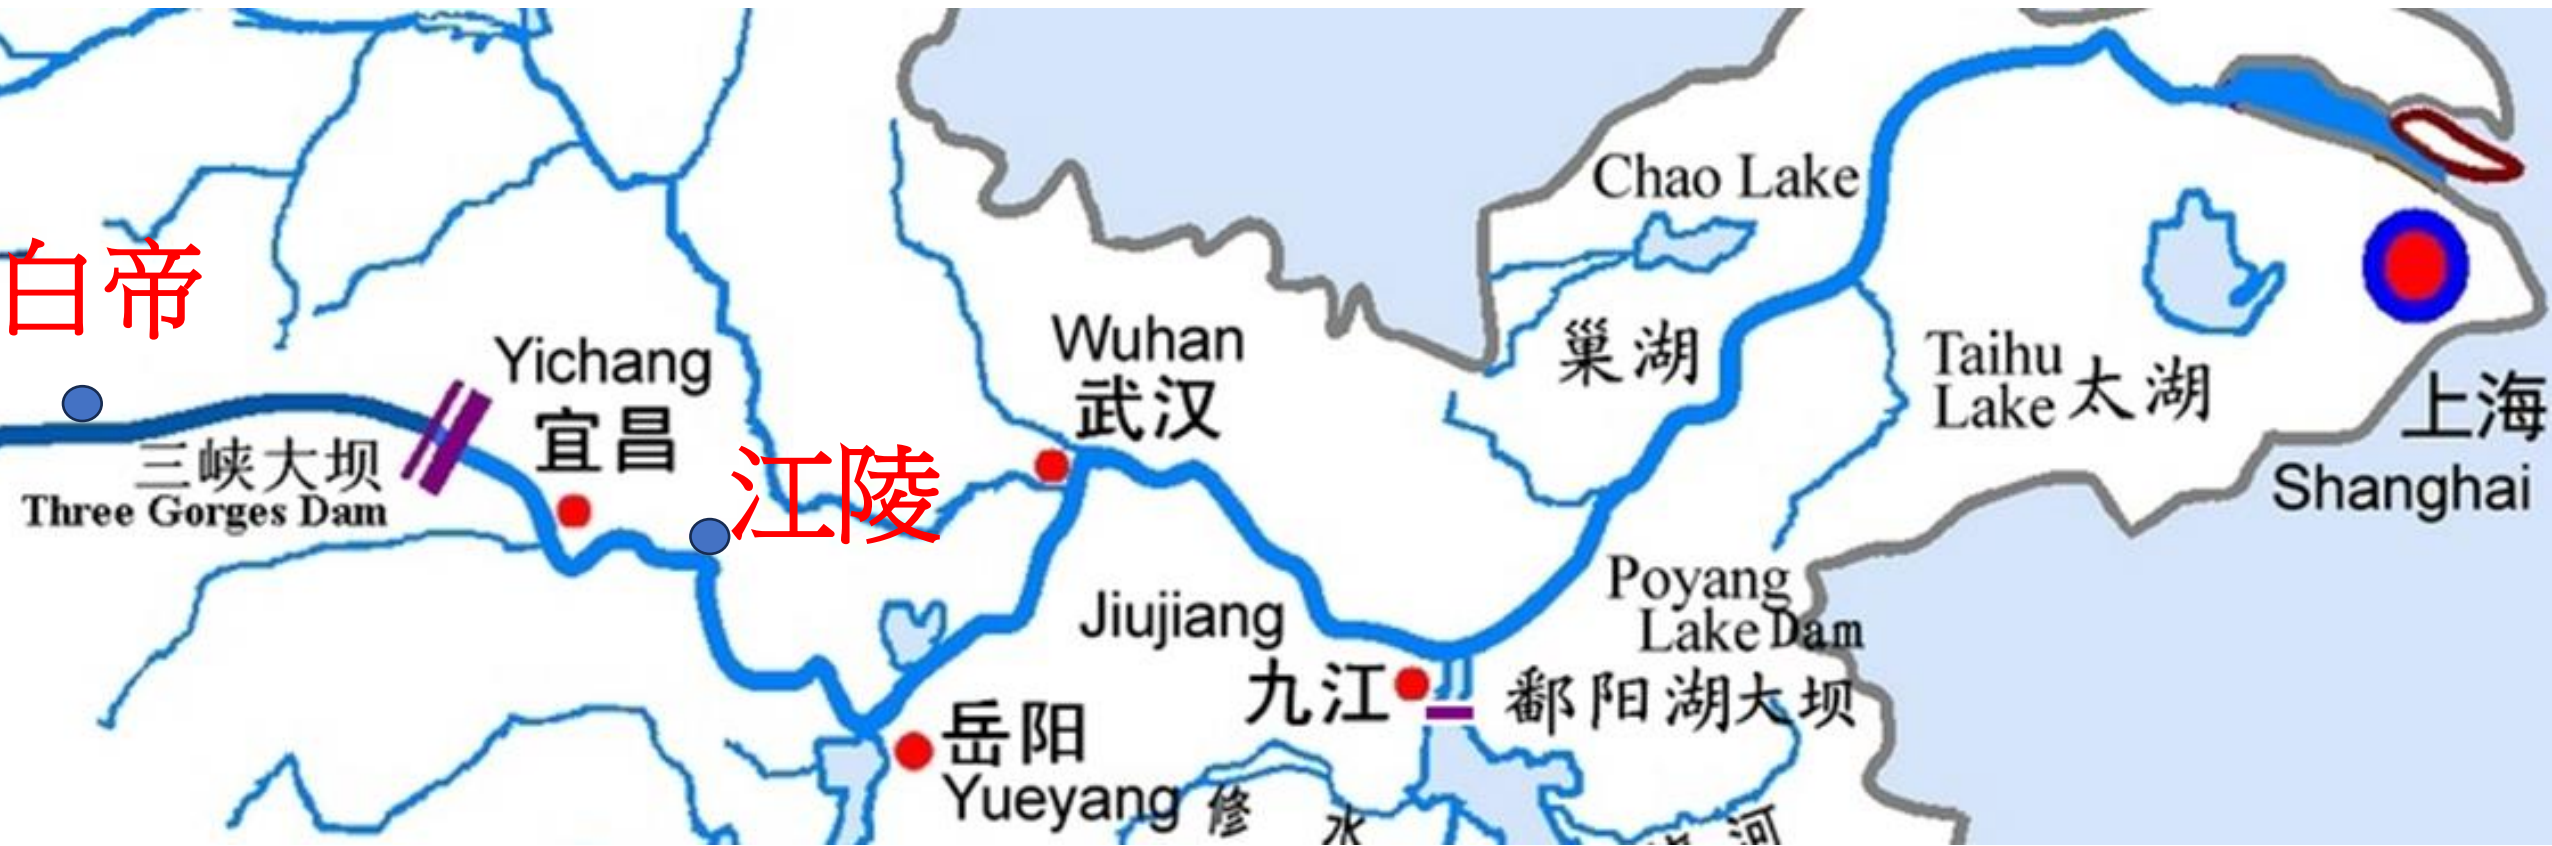 Chao Lake
白帝
Wuhan
武汉
Yichang
宜昌
巢湖
Taihu
Lake
太湖
上海
Shanghai
三峡大坝
Three Gorges Dam
江陵
Jiujiang
九江
Poyang
Lake Dam
鄱阳湖大坝
岳阳
Yueyang
修水
河